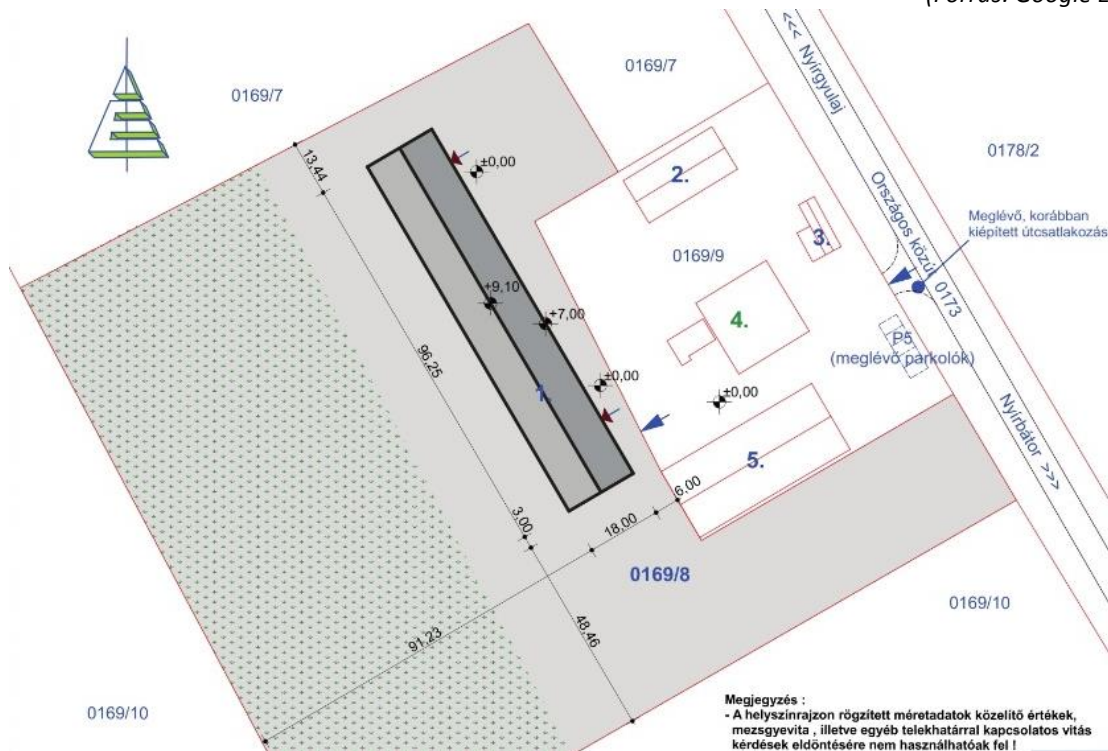 (Forrás: Google E
<<< Nyírgyulaj
0169/7
0169/7
0178/2
13,44
±0,00
2.
Országos közút 0173
Meglévő, korábban
kiépített útcsatlakozás
3.
0169/9
+9,10
+7,00
4.
P5
(meglévő parkolók)
96,25
1.
±0,00
±0,00
Nyírbátor >>>
5.
6,00
3,00
18,00
0169/8
0169/10
48,46
91,23
0169/10
Megjegyzés :
- A helyszínrajzon rögzített méretadatok közelítő értékek,
mezsgyevita , illetve egyéb telekhatárral kapcsolatos vitás
kérdések eldöntésére nem használhatóak fel !